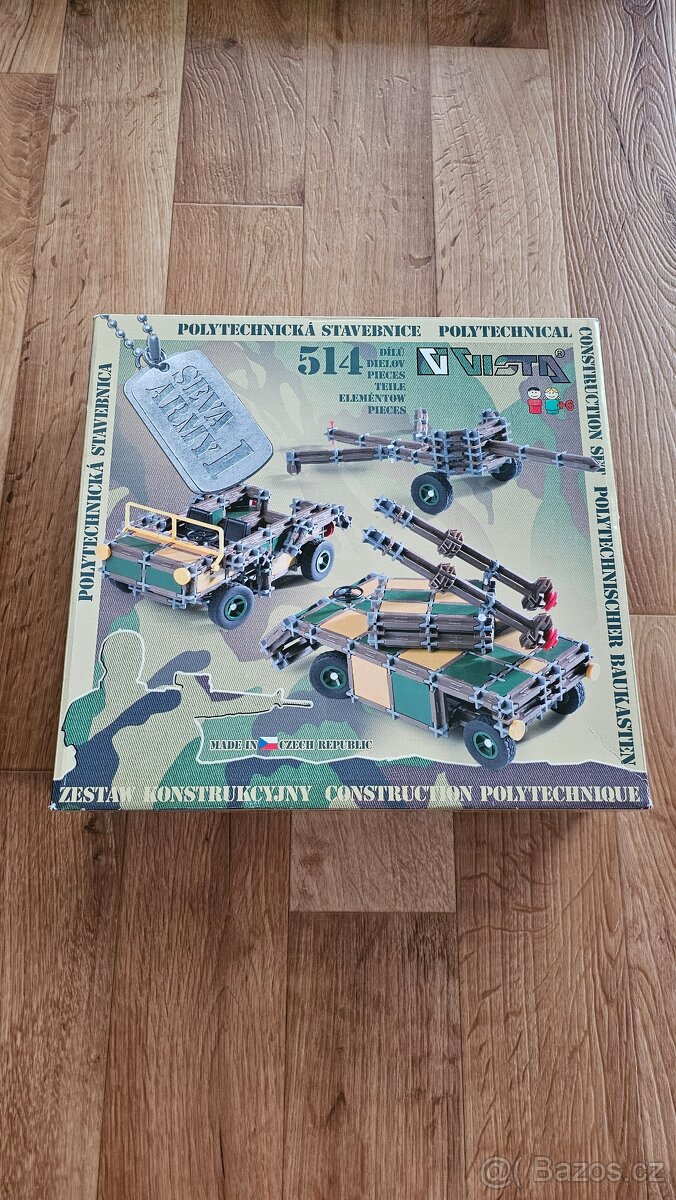 POLYTECHNICKÁ STAVEBNICE POLYTECHNICAL
CONSTRUCTION SET POLYTECHNISCHER BAUKASTEN
POLYTECHNICKÁ STAVEBNICA
514
DÍLŮ
DIELOV
PIECES
TEILE
ELEMENTÓW
PIECES
VISTA®
+6
SEVA
ARMY 1
MADE IN CZECH REPUBLIC
ZESTAW KONSTRUKCYJNY CONSTRUCTION POLYTECHNIQUE
Bazos.cz